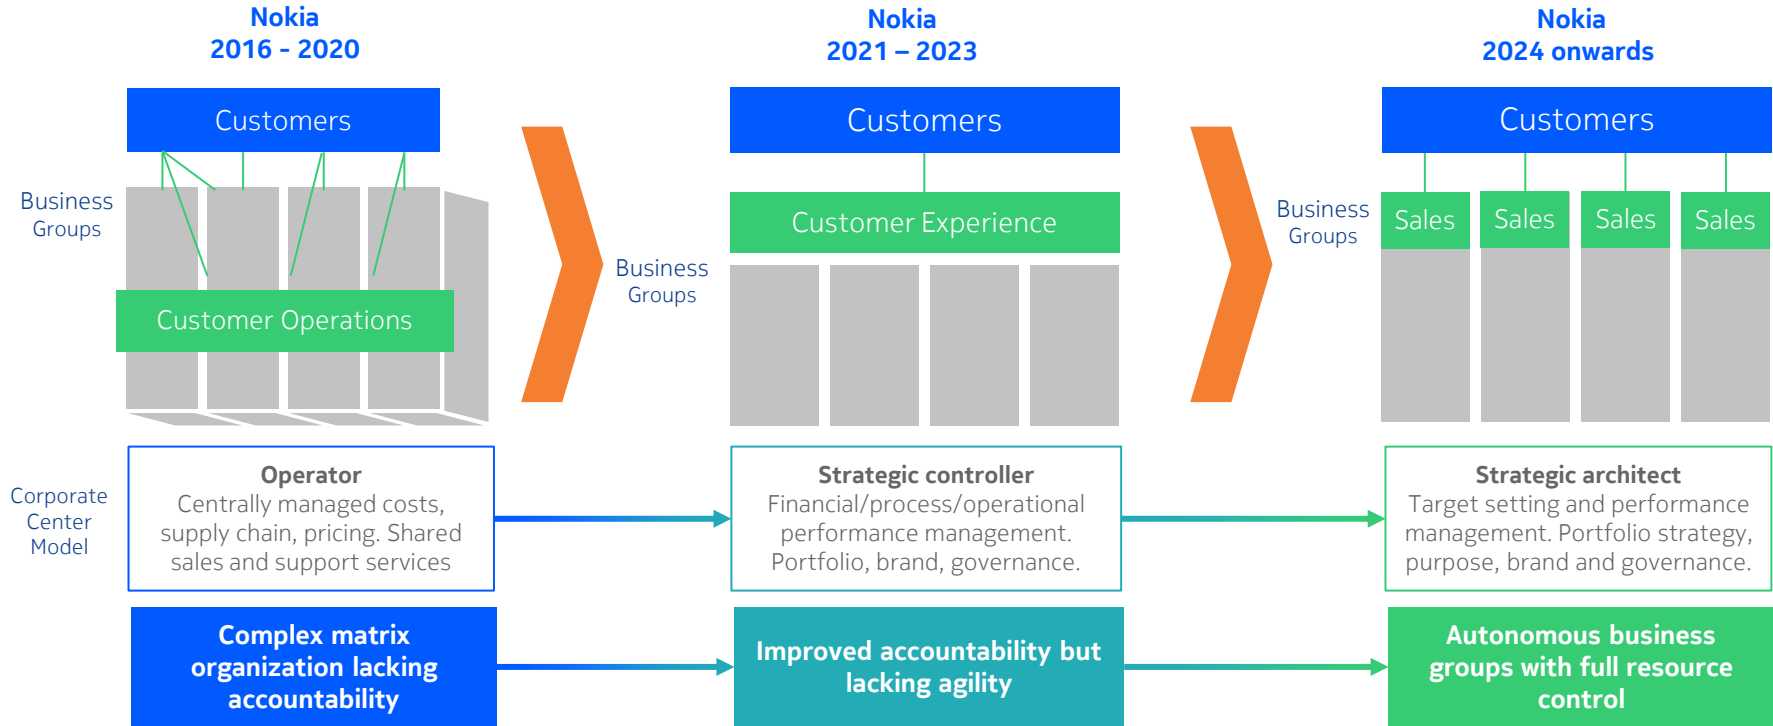 Nokia
2016 - 2020
Nokia
2021 – 2023
Nokia
2024 onwards
Customers
Customers
Customers
Business
Groups
Customer Operations
Business
Groups
Customer Experience
Business
Groups
Sales
Sales
Sales
Sales
Corporate
Center
Model
Operator
Centrally managed costs,
supply chain, pricing. Shared
sales and support services
Strategic controller
Financial/process/operational
performance management.
Portfolio, brand, governance.
Strategic architect
Target setting and performance
management. Portfolio strategy,
purpose, brand and governance.
Complex matrix
organization lacking
accountability
Improved accountability but
lacking agility
Autonomous business
groups with full resource
control